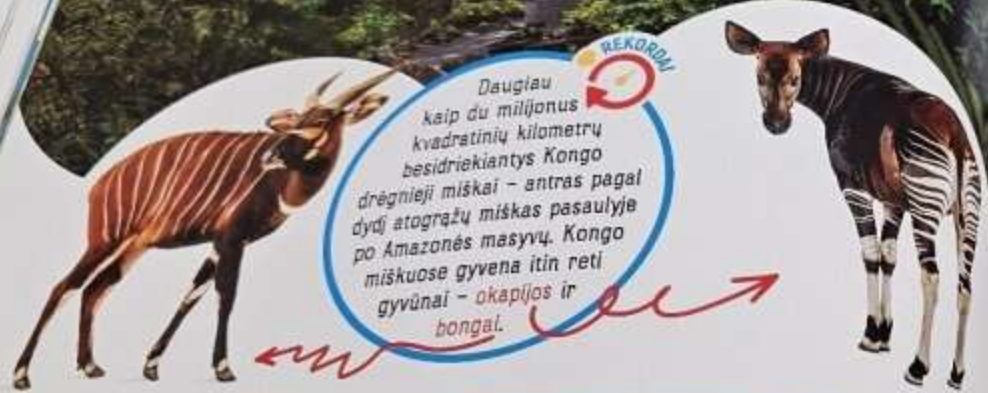 REKORDAI
Daugiau
kaip du milijonus
kvadratinių kilometrų
besidriekiantys Kongo
drėgnieji miškai – antras pagal
dydį atogrąžų miškas pasaulyje
po Amazonės masyvų. Kongo
miškuose gyvena itin reti
gyvūnai – okapijos ir
bongai.